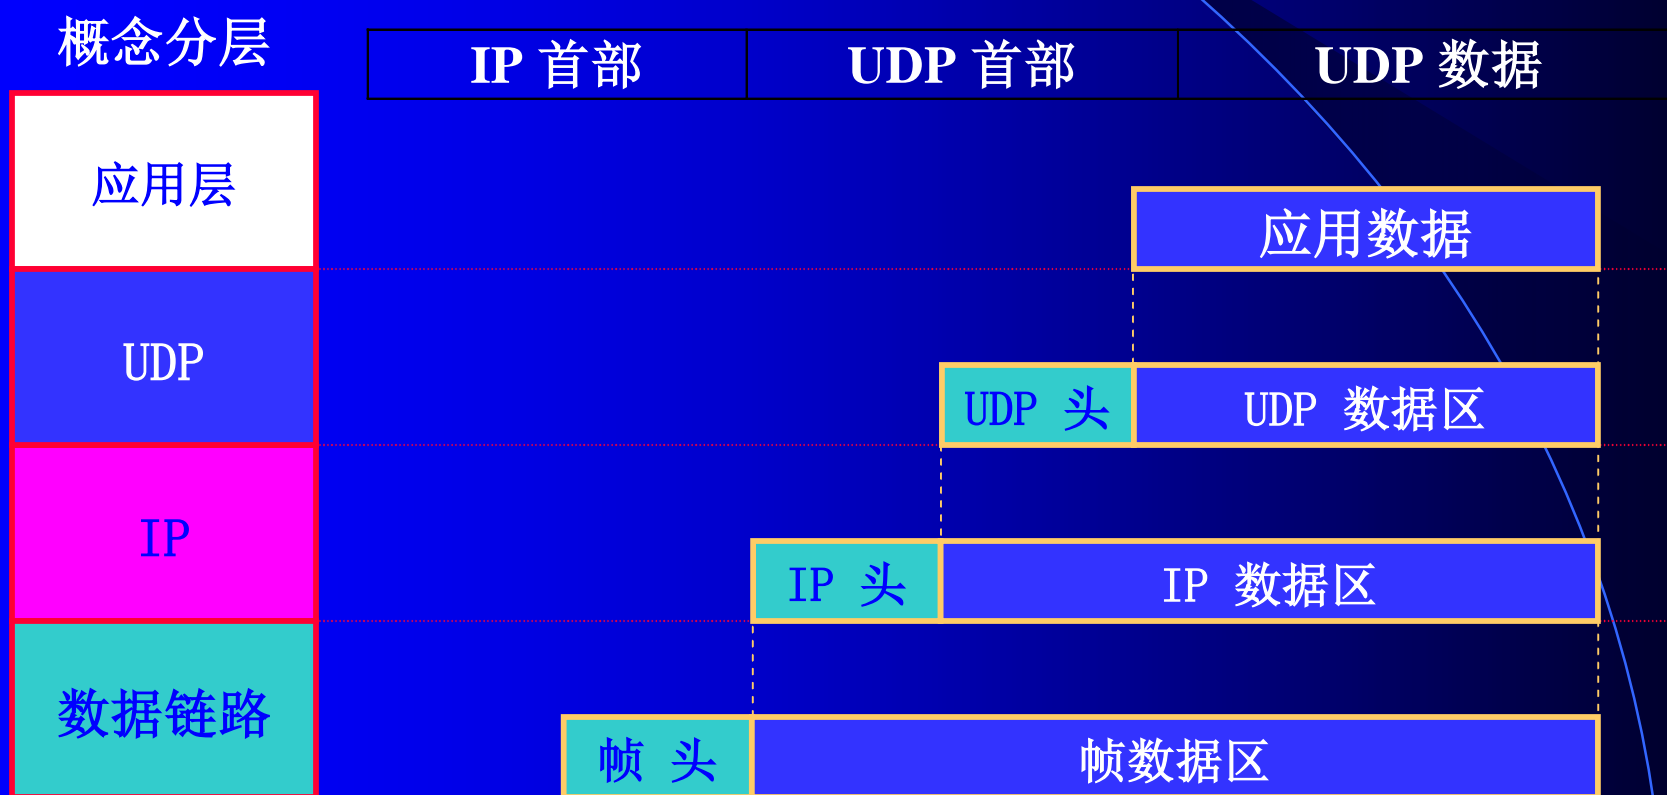 概念分层
IP 首部 UDP 首部 UDP 数据
应用层
应用数据
UDP
UDP 头 UDP 数据区
IP
IP 头 IP 数据区
数据链路
帧 头 帧数据区